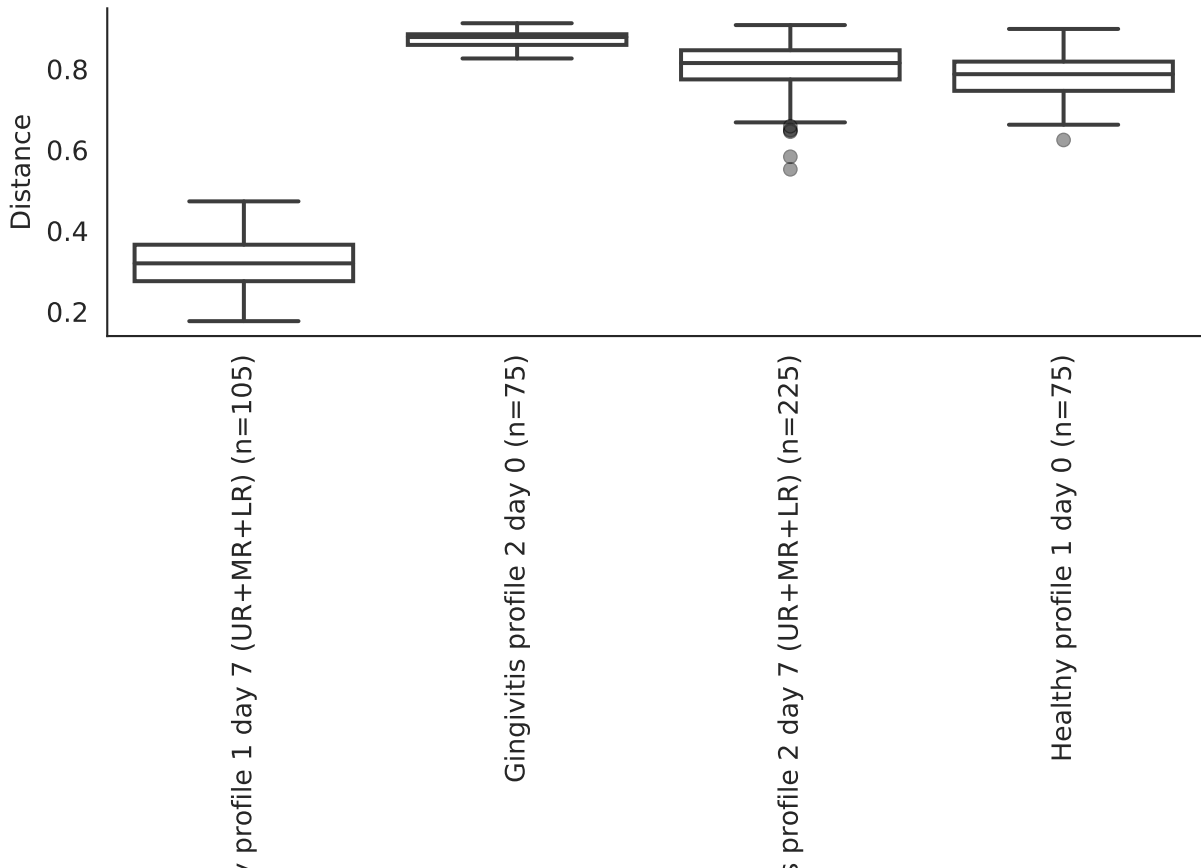 Distance
0.8
0.6
0.4
0.2
profile 1 day 7 (UR+MR+LR) (n=105)
Gingivitis profile 2 day 0 (n=75)
profile 2 day 7 (UR+MR+LR) (n=225)
Healthy profile 1 day 0 (n=75)